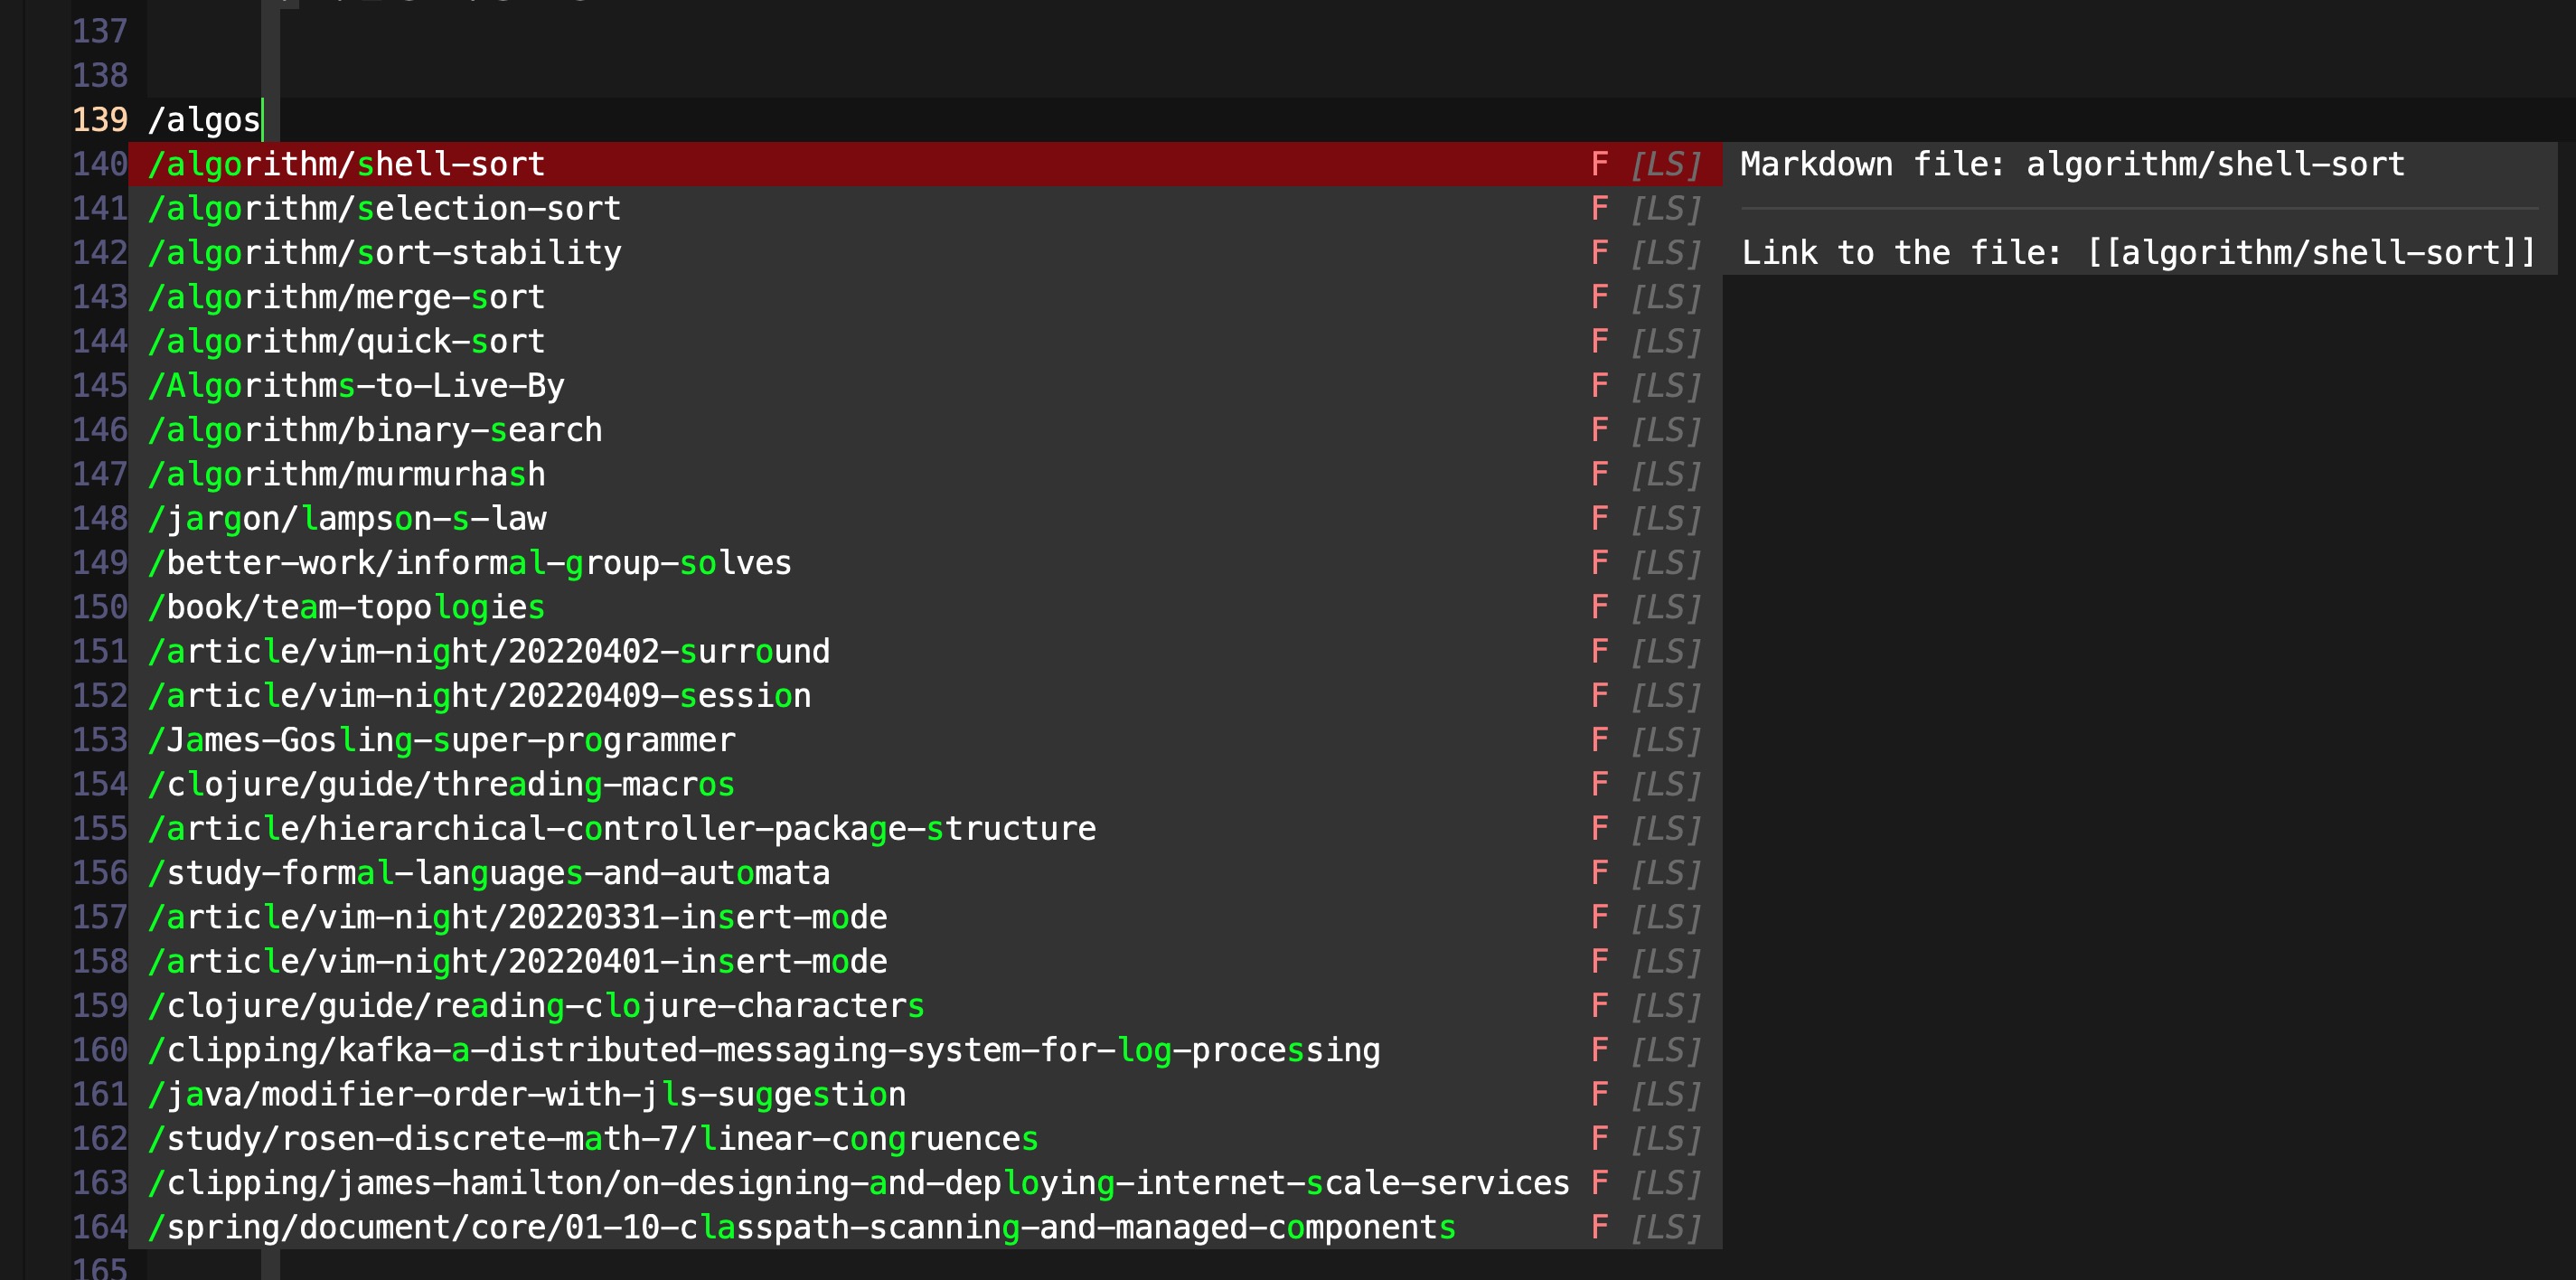 137
138
139 /algos
140 /algorithm/shell-sort F [LS] Markdown file: algorithm/shell-sort
141 /algorithm/selection-sort F [LS]
142 /algorithm/sort-stability F [LS] Link to the file: [[algorithm/shell-sort]]
143 /algorithm/merge-sort F [LS]
144 /algorithm/quick-sort F [LS]
145 /Algorithms-to-Live-By F [LS]
146 /algorithm/binary-search F [LS]
147 /algorithm/murmurhash F [LS]
148 /jargon/lampson-s-law F [LS]
149 /better-work/informal-group-solves F [LS]
150 /book/team-topologies F [LS]
151 /article/vim-night/20220402-surround F [LS]
152 /article/vim-night/20220409-session F [LS]
153 /James-Gosling-super-programmer F [LS]
154 /clojure/guide/threading-macros F [LS]
155 /article/hierarchical-controller-package-structure F [LS]
156 /study-formal-languages-and-automata F [LS]
157 /article/vim-night/20220331-insert-mode F [LS]
158 /article/vim-night/20220401-insert-mode F [LS]
159 /clojure/guide/reading-clojure-characters F [LS]
160 /clipping/kafka-a-distributed-messaging-system-for-log-processing F [LS]
161 /java/modifier-order-with-jls-suggestion F [LS]
162 /study/rosen-discrete-math-7/linear-congruences F [LS]
163 /clipping/james-hamilton/on-designing-and-deploying-internet-scale-services F [LS]
164 /spring/document/core/01-10-classpath-scanning-and-managed-components F [LS]
165